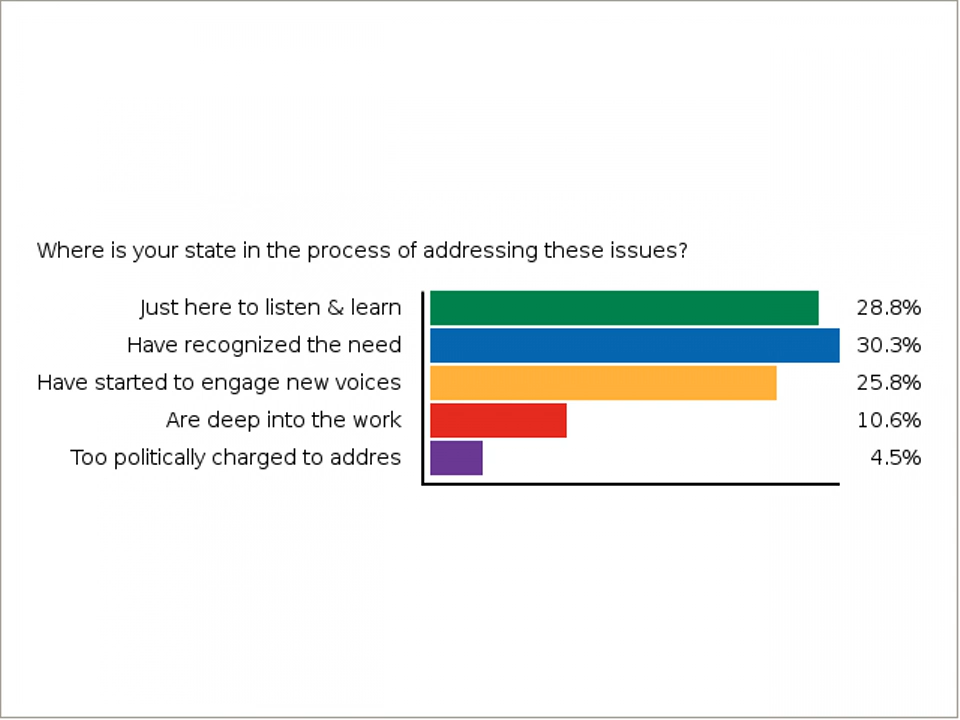 Where is your state in the process of addressing these issues?
Just here to listen & learn 28.8%
Have recognized the need 30.3%
Have started to engage new voices 25.8%
Are deep into the work 10.6%
Too politically charged to addres 4.5%